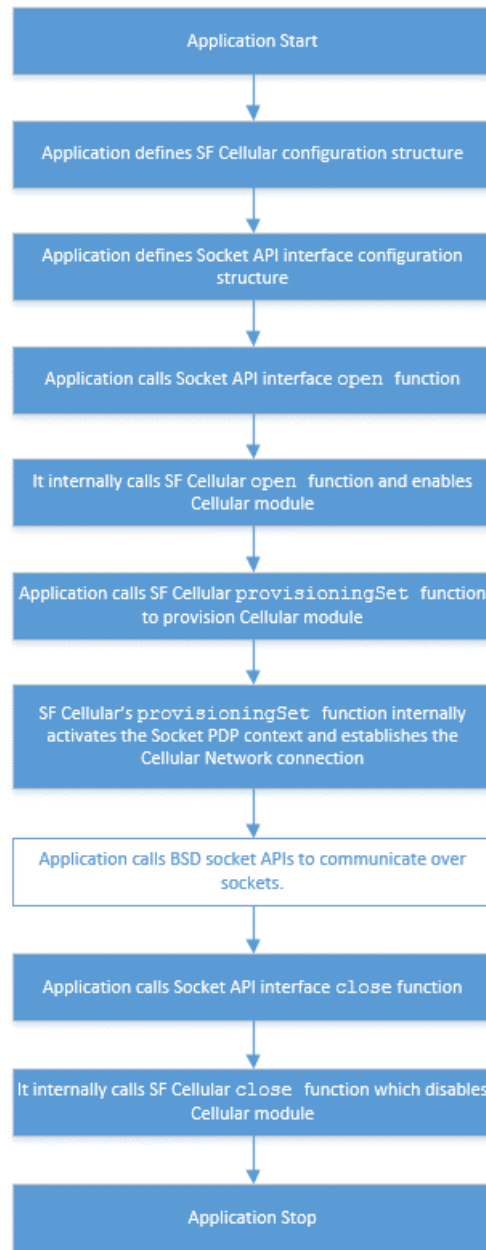 Application Start
Application defines SF Cellular configuration structure
Application defines Socket API interface configuration
structure
Application calls Socket API interface open function
It internally calls SF Cellular open function and enables
Cellular module
Application calls SF Cellular provisioningSet function
to provision Cellular module
SF Cellular's provisioningSet function internally
activates the Socket PDP context and establishes the
Cellular Network connection
Application calls BSD socket APIs to communicate over
sockets.
Application calls Socket API interface close function
It internally calls SF Cellular close function which disables
Cellular module
Application Stop